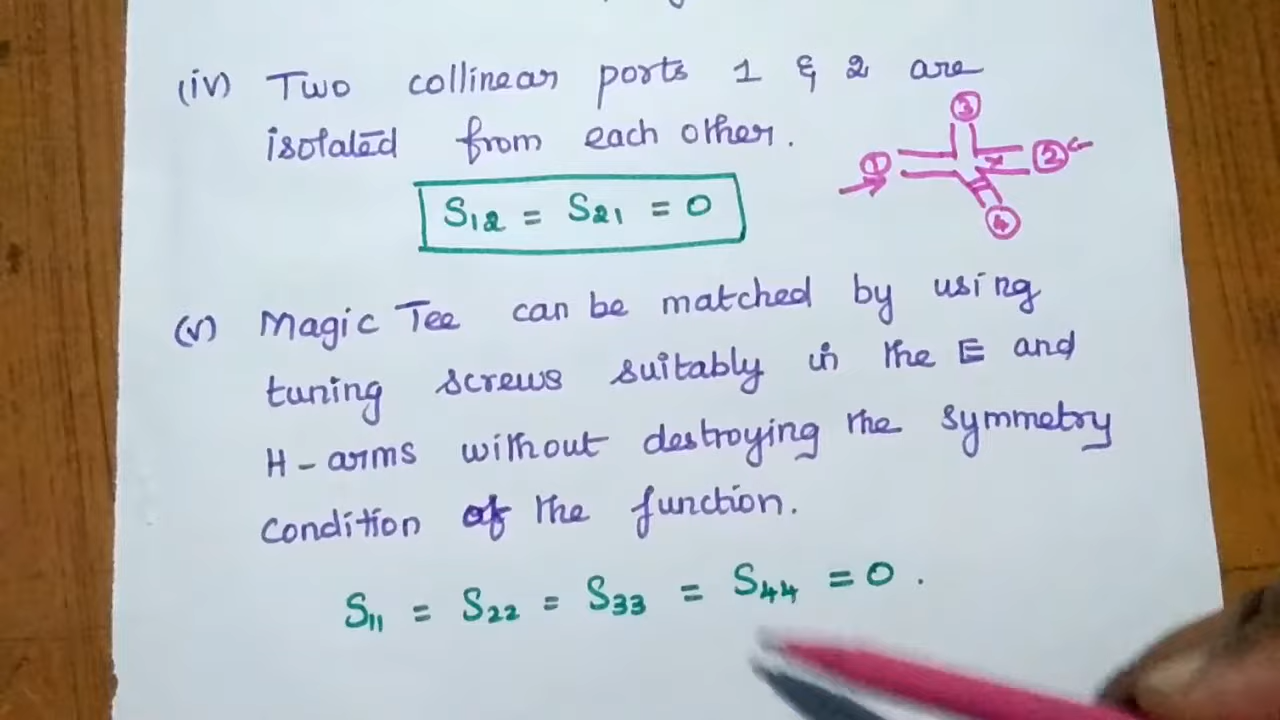 (iv) Two collinear ports 1 & 2 are
isolated from each other.
S₁₂ = S₂₁ = 0
③
①
②
④
(v) Magic Tee can be matched by using
tuning screws suitably in the E and
H-arms without destroying the symmetry
condition of the function.
S₁₁ = S₂₂ = S₃₃ = S₄₄ = 0.